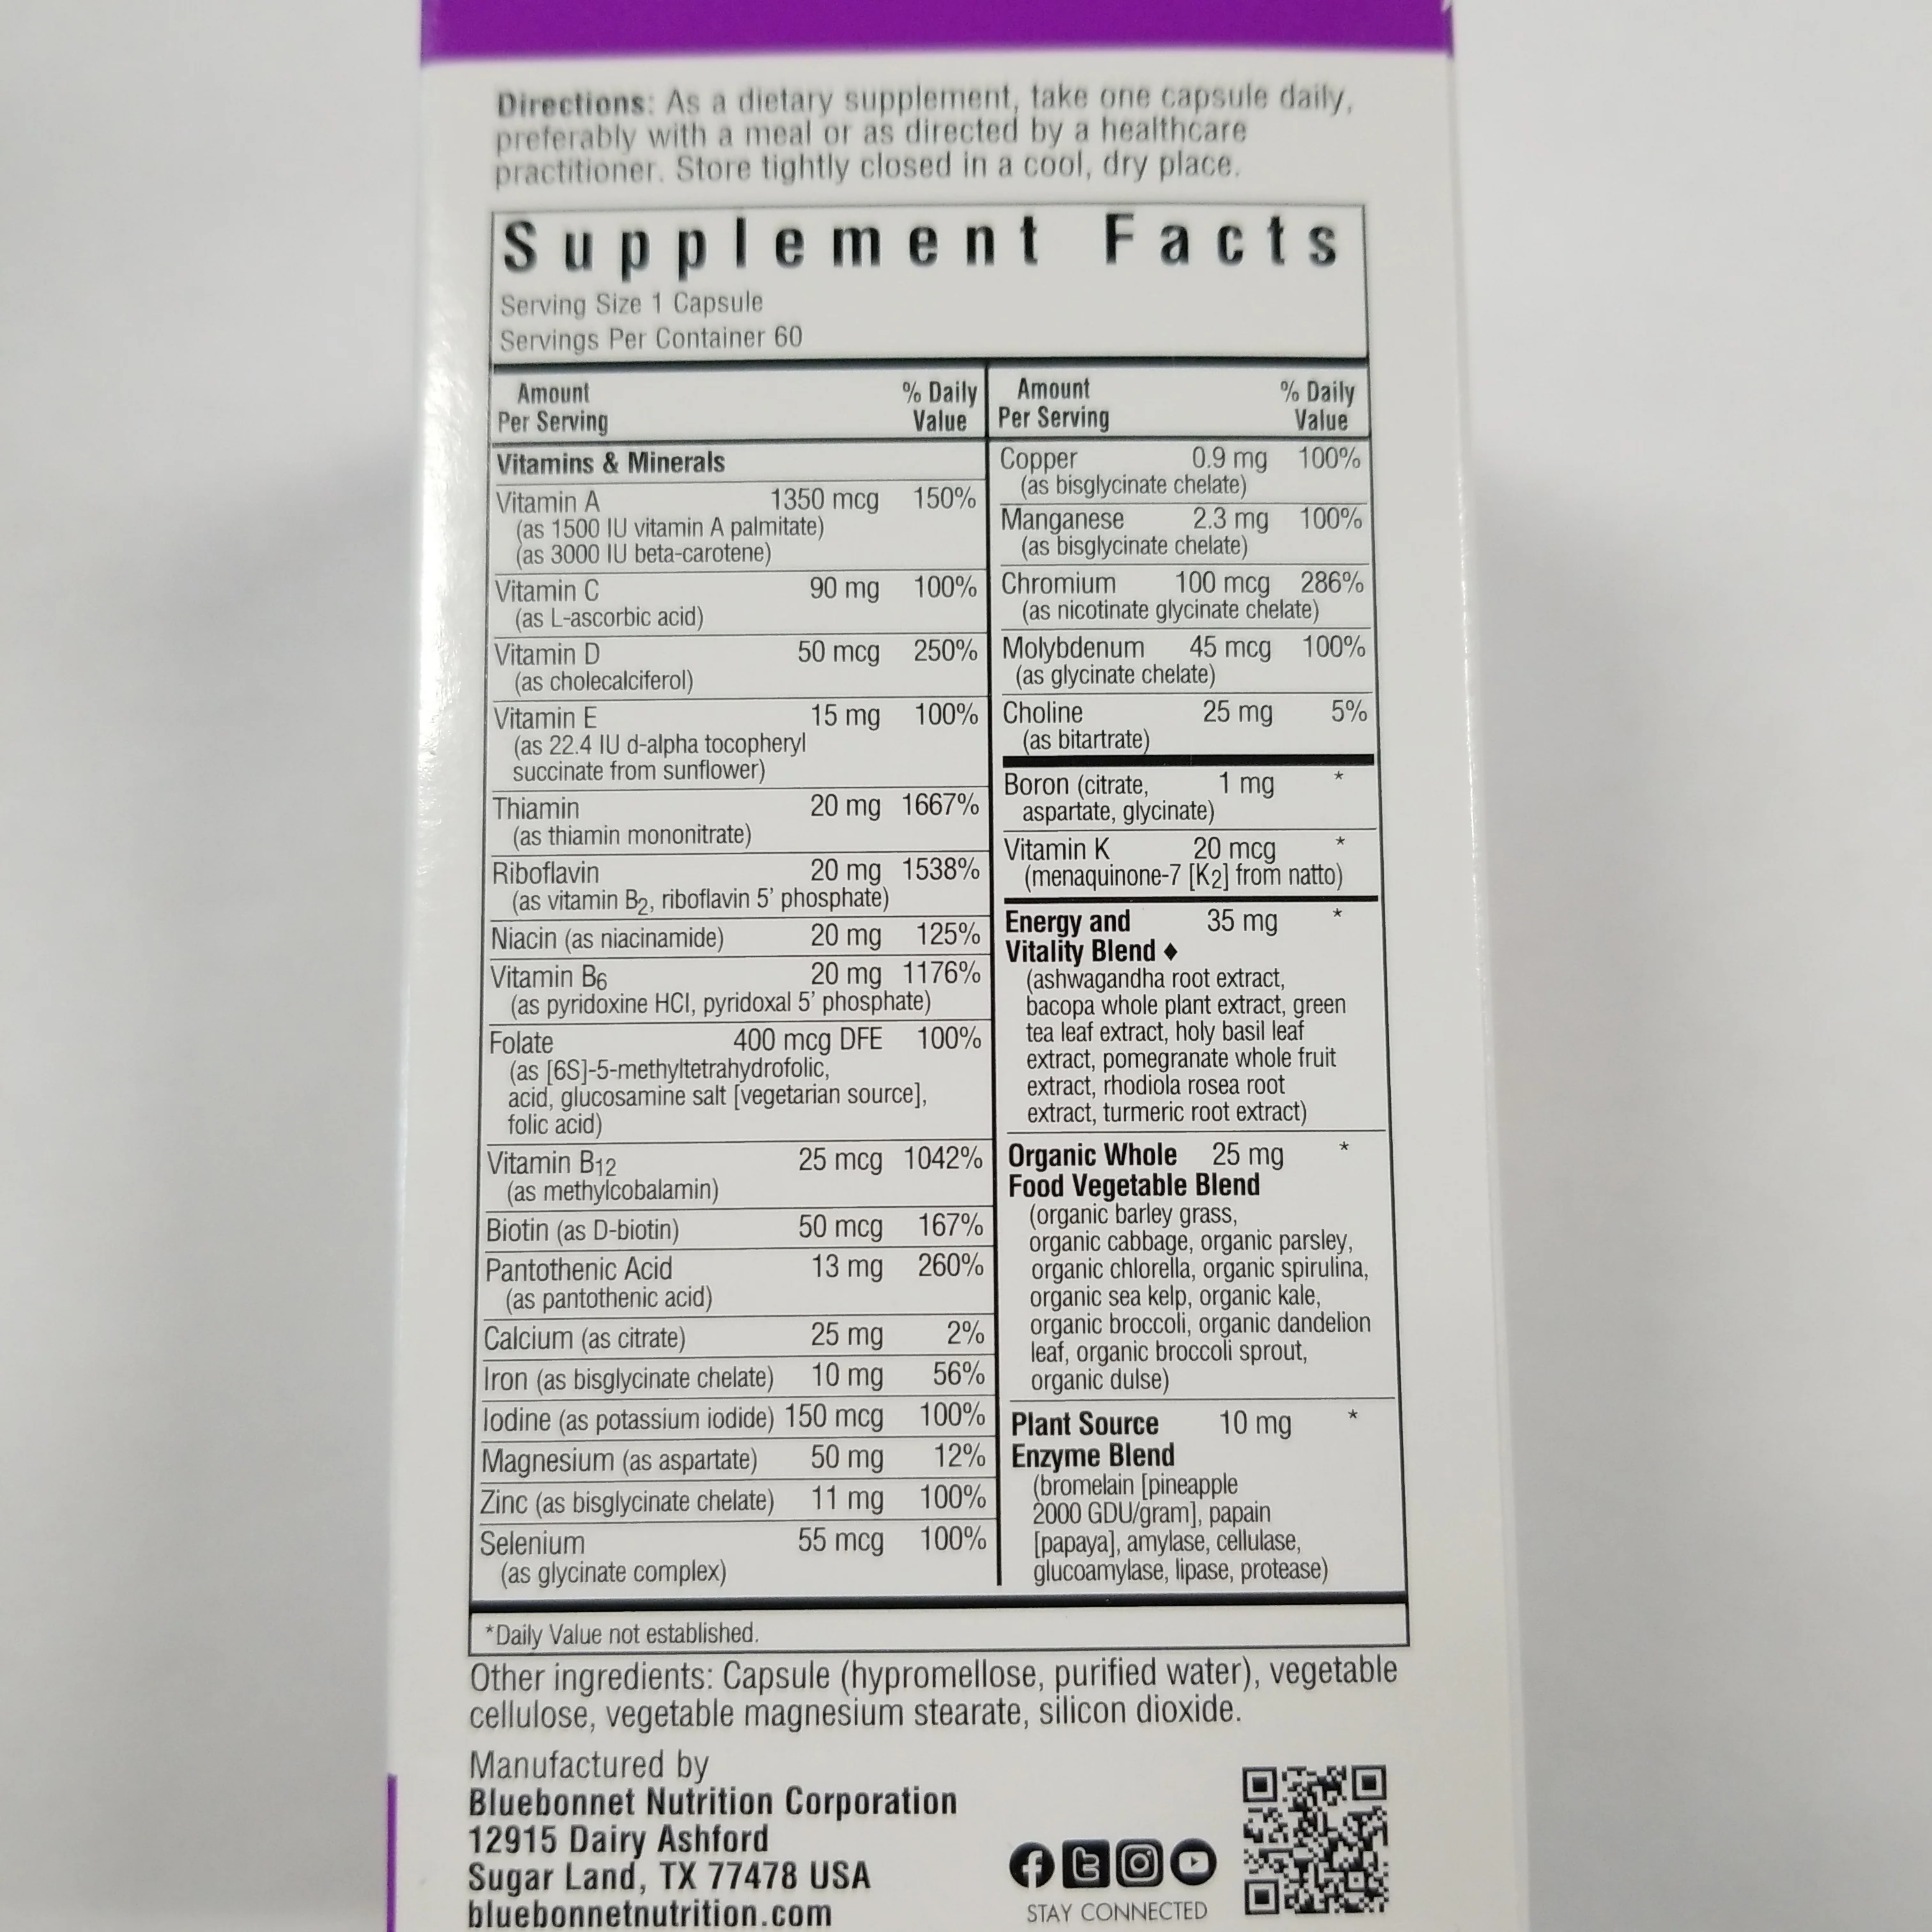 Directions: As a dietary supplement, take one capsule daily,
preferably with a meal or as directed by a healthcare
practitioner. Store tightly closed in a cool, dry place.
Supplement Facts
Serving Size 1 Capsule
Servings Per Container 60
Amount Per Serving % Daily Value
Vitamins & Minerals
Vitamin A 1350 mcg 150%
(as 1500 IU vitamin A palmitate)
(as 3000 IU beta-carotene)
Vitamin C 90 mg 100%
(as L-ascorbic acid)
Vitamin D 50 mcg 250%
(as cholecalciferol)
Vitamin E 15 mg 100%
(as 22.4 IU d-alpha tocopheryl
succinate from sunflower)
Thiamin 20 mg 1667%
(as thiamin mononitrate)
Riboflavin 20 mg 1538%
(as vitamin B2, riboflavin 5' phosphate)
Niacin (as niacinamide) 20 mg 125%
Vitamin B6 20 mg 1176%
(as pyridoxine HCl, pyridoxal 5' phosphate)
Folate 400 mcg DFE 100%
(as [6S]-5-methyltetrahydrofolic,
acid, glucosamine salt [vegetarian source],
folic acid)
Vitamin B12 25 mcg 1042%
(as methylcobalamin)
Biotin (as D-biotin) 50 mcg 167%
Pantothenic Acid 13 mg 260%
(as pantothenic acid)
Calcium (as citrate) 25 mg 2%
Iron (as bisglycinate chelate) 10 mg 56%
Iodine (as potassium iodide) 150 mcg 100%
Magnesium (as aspartate) 50 mg 12%
Zinc (as bisglycinate chelate) 11 mg 100%
Selenium 55 mcg 100%
(as glycinate complex)
Amount Per Serving % Daily Value
Copper 0.9 mg 100%
(as bisglycinate chelate)
Manganese 2.3 mg 100%
(as bisglycinate chelate)
Chromium 100 mcg 286%
(as nicotinate glycinate chelate)
Molybdenum 45 mcg 100%
(as glycinate chelate)
Choline 25 mg 5%
(as bitartrate)
Boron (citrate, 1 mg *
aspartate, glycinate)
Vitamin K 20 mcg *
(menaquinone-7 [K2] from natto)
Energy and 35 mg *
Vitality Blend ♦
(ashwagandha root extract,
bacopa whole plant extract, green
tea leaf extract, holy basil leaf
extract, pomegranate whole fruit
extract, rhodiola rosea root
extract, turmeric root extract)
Organic Whole 25 mg *
Food Vegetable Blend
(organic barley grass,
organic cabbage, organic parsley,
organic chlorella, organic spirulina,
organic sea kelp, organic kale,
organic broccoli, organic dandelion
leaf, organic broccoli sprout,
organic dulse)
Plant Source 10 mg *
Enzyme Blend
(bromelain [pineapple
2000 GDU/gram], papain
[papaya], amylase, cellulase,
glucoamylase, lipase, protease)
*Daily Value not established.
Other ingredients: Capsule (hypromellose, purified water), vegetable
cellulose, vegetable magnesium stearate, silicon dioxide.
Manufactured by
Bluebonnet Nutrition Corporation
12915 Dairy Ashford
Sugar Land, TX 77478 USA
bluebonnetnutrition.com
STAY CONNECTED